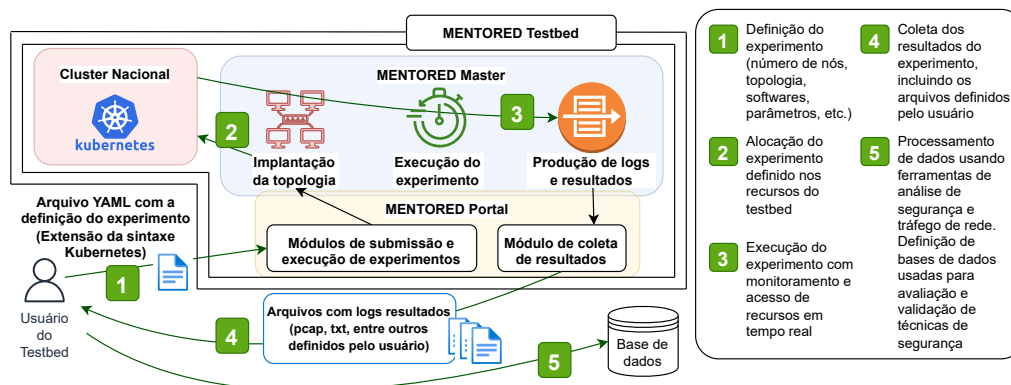 MENTORED Testbed
Cluster Nacional
kubernetes
MENTORED Master
2
3
Implantação
da topologia
Execução do
experimento
Produção de logs
e resultados
MENTORED Portal
Módulos de submissão e
execução de experimentos
Módulo de coleta
de resultados
Arquivo YAML com a
definição do experimento
(Extensão da sintaxe
Kubernetes)
1
Usuário
do
Testbed
4
Arquivos com logs resultados
(pcap, txt, entre outros
definidos pelo usuário)
5
Base de
dados
1
Definição do
experimento
(número de nós,
topologia,
softwares,
parâmetros, etc.)
2
Alocação do
experimento
definido nos
recursos do
testbed
3
Execução do
experimento com
monitoramento e
acesso de
recursos em
tempo real
4
Coleta dos
resultados do
experimento,
incluindo os
arquivos definidos
pelo usuário
5
Processamento
de dados usando
ferramentas de
análise de
segurança e
tráfego de rede.
Definição de
bases de dados
usadas para
avaliação e
validação de
técnicas de
segurança